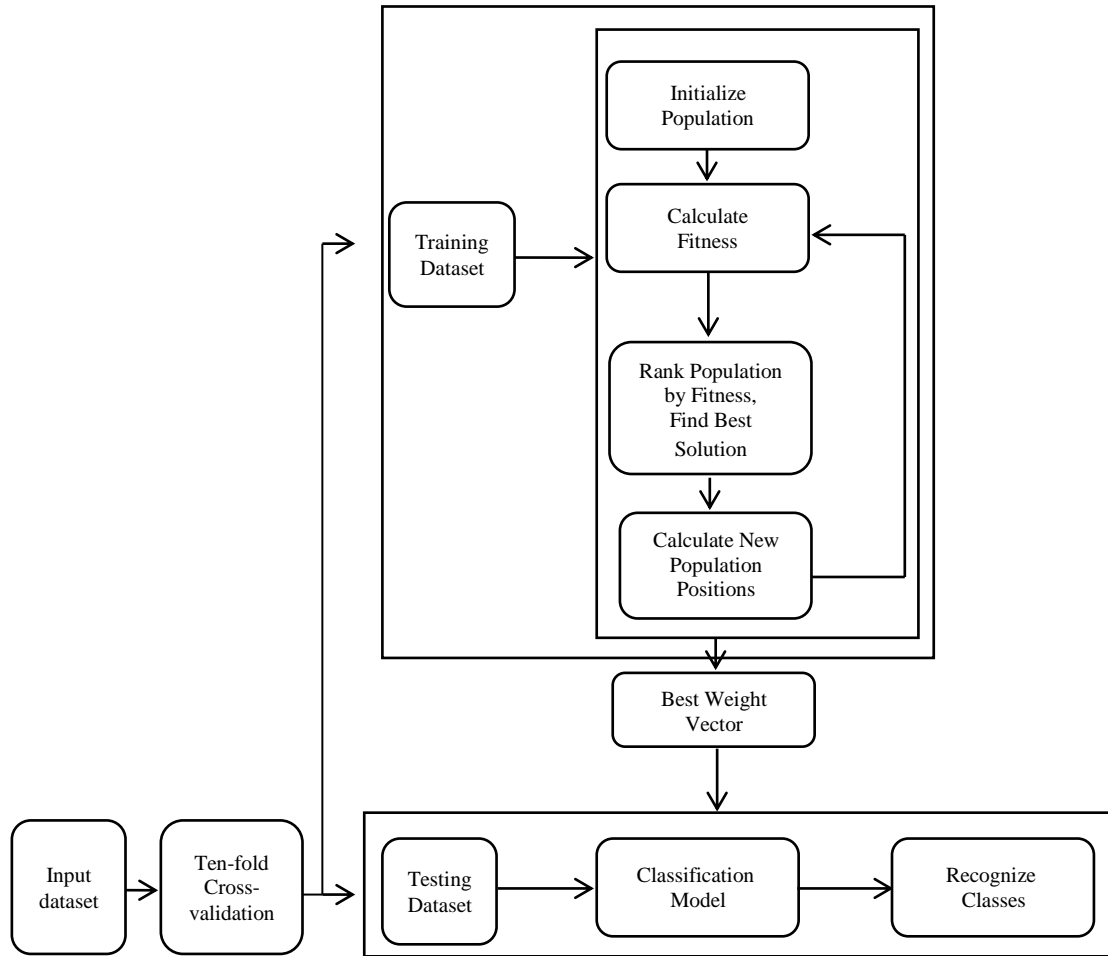 Initialize
Population
Calculate
Fitness
Training
Dataset
Rank Population
by Fitness,
Find Best
Solution
Calculate New
Population
Positions
Best Weight
Vector
Input
dataset
Ten-fold
Cross-
validation
Testing
Dataset
Classification
Model
Recognize
Classes